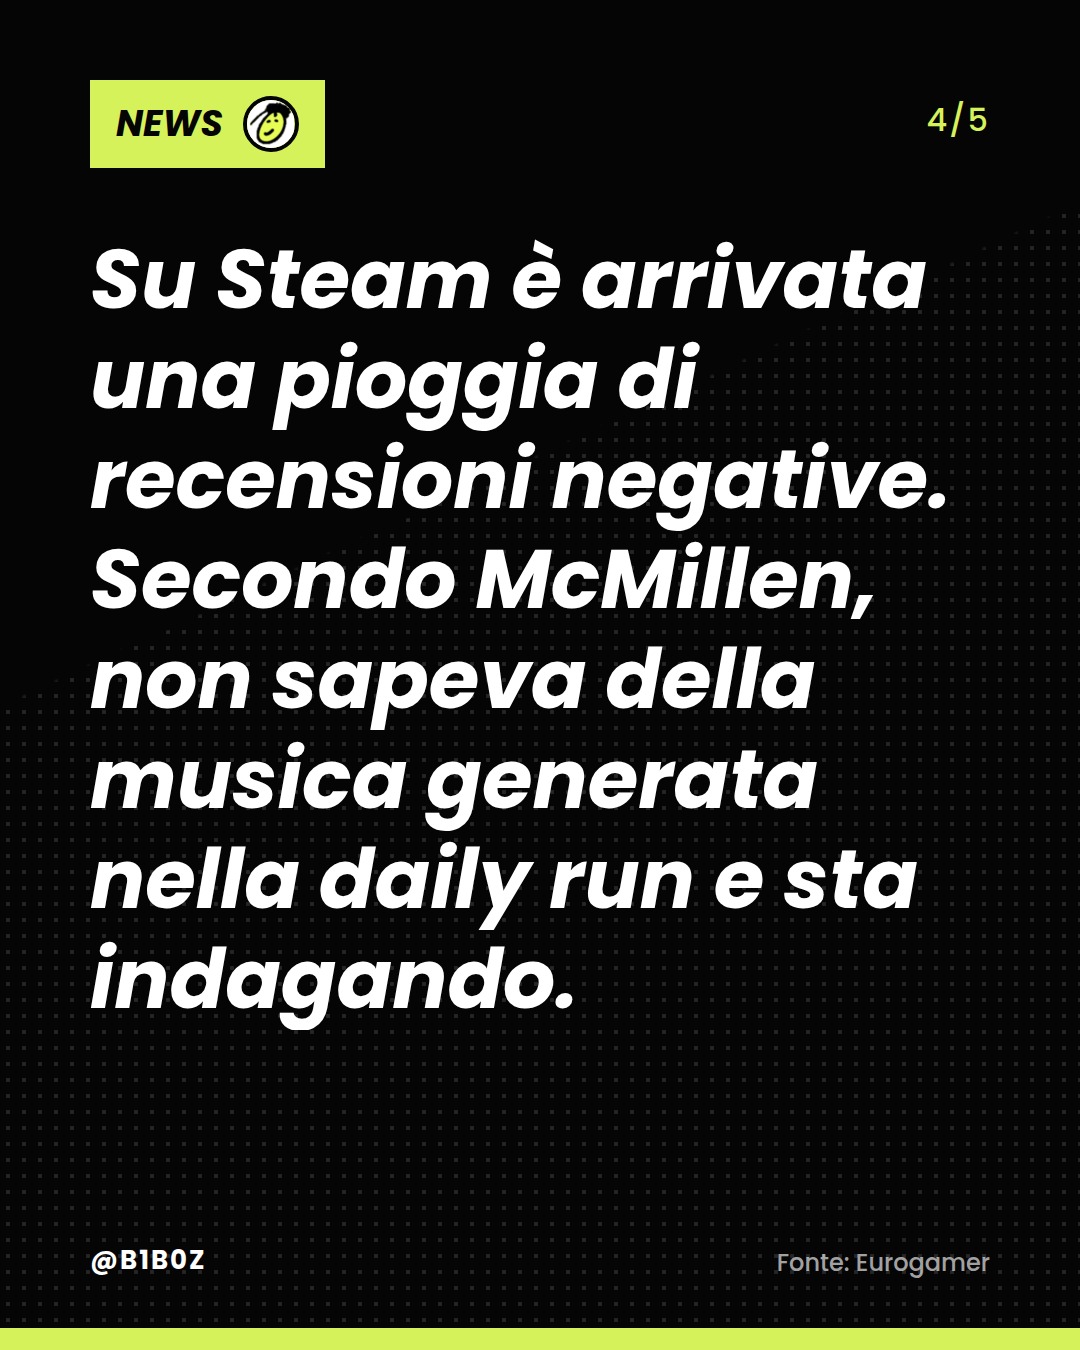 NEWS
4/5
Su Steam è arrivata
una pioggia di
recensioni negative.
Secondo McMillen,
non sapeva della
musica generata
nella daily run e sta
indagando.
@B1B0Z
Fonte: Eurogamer